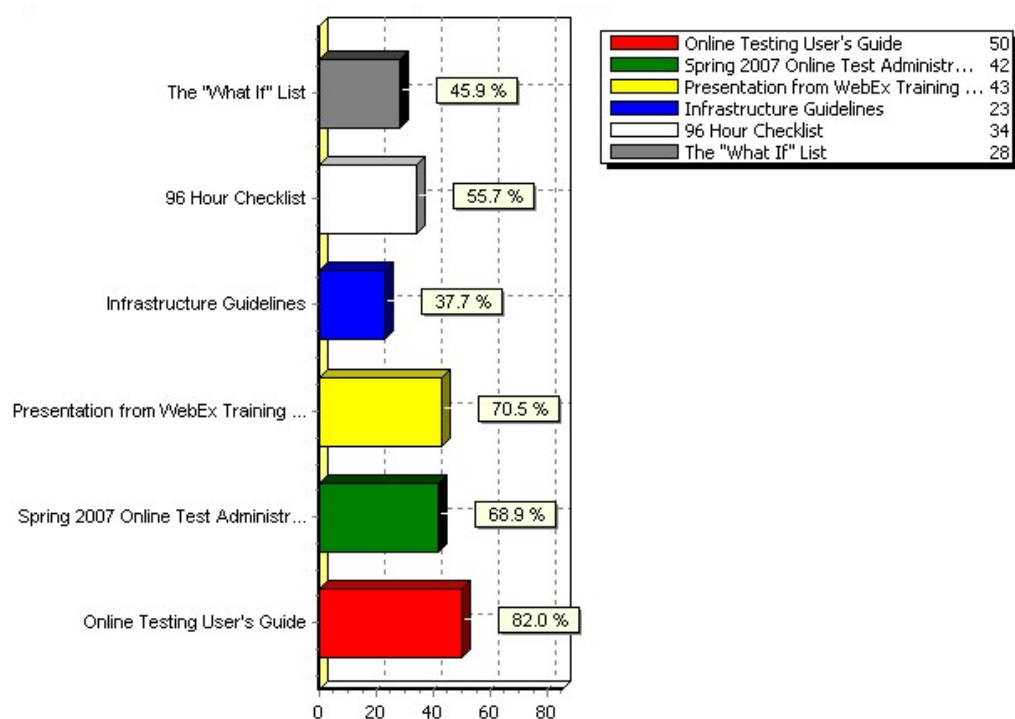 The "What If" List
45.9 %
96 Hour Checklist
55.7 %
Infrastructure Guidelines
37.7 %
Presentation from WebEx Training ...
70.5 %
Spring 2007 Online Test Administr...
68.9 %
Online Testing User's Guide
82.0 %
0 20 40 60 80
Online Testing User's Guide 50
Spring 2007 Online Test Administr... 42
Presentation from WebEx Training ... 43
Infrastructure Guidelines 23
96 Hour Checklist 34
The "What If" List 28